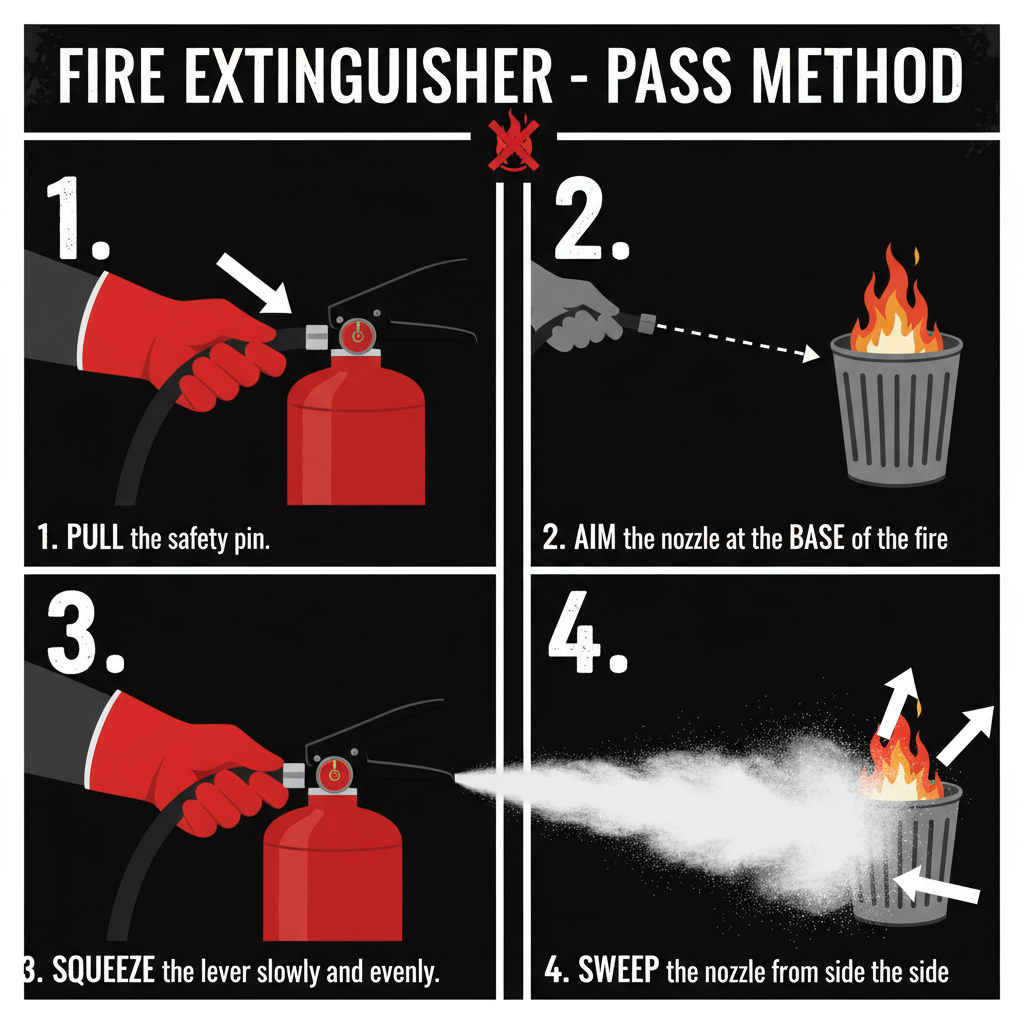 FIRE EXTINGUISHER - PASS METHOD
1.
2.
1. PULL the safety pin.
2. AIM the nozzle at the BASE of the fire
3.
4.
3. SQUEEZE the lever slowly and evenly.
4. SWEEP the nozzle from side the side